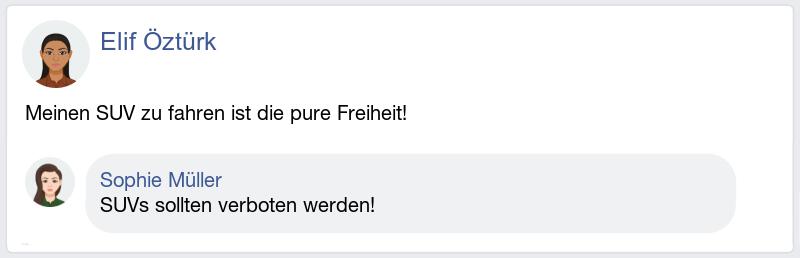 Elif Öztürk
Meinen SUV zu fahren ist die pure Freiheit!
Sophie Müller
SUVs sollten verboten werden!